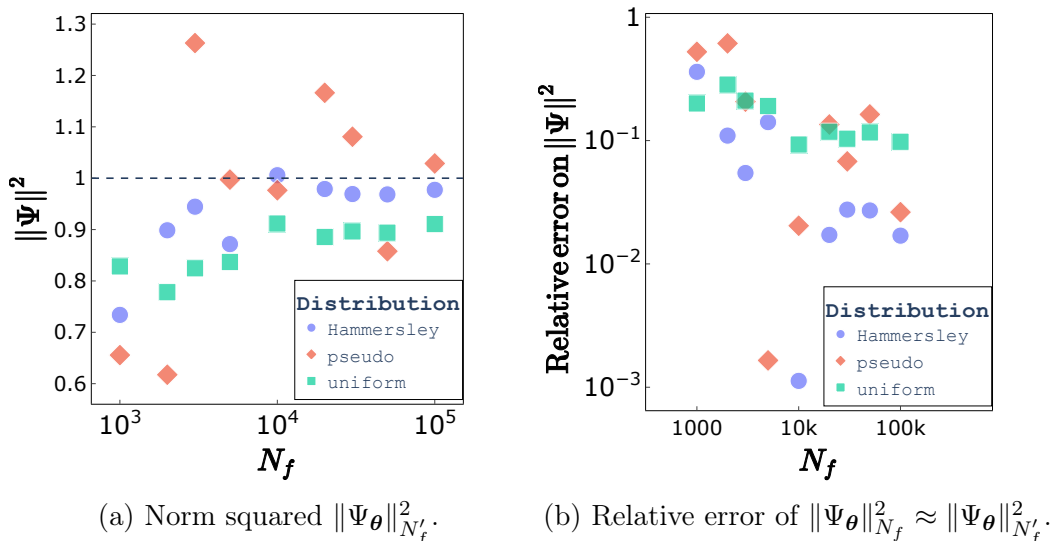 1.3
1.2
1.1
1
0.9
0.8
0.7
0.6
‖Ψ‖²
10³
10⁴
10⁵
N_f
Distribution
Hammersley
pseudo
uniform
(a) Norm squared ‖Ψ_θ‖²_{N′_f}.
1
10⁻¹
10⁻²
10⁻³
Relative error on ‖Ψ‖²
1000
10k
100k
N_f
Distribution
Hammersley
pseudo
uniform
(b) Relative error of ‖Ψ_θ‖²_{N_f} ≈ ‖Ψ_θ‖²_{N′_f}.